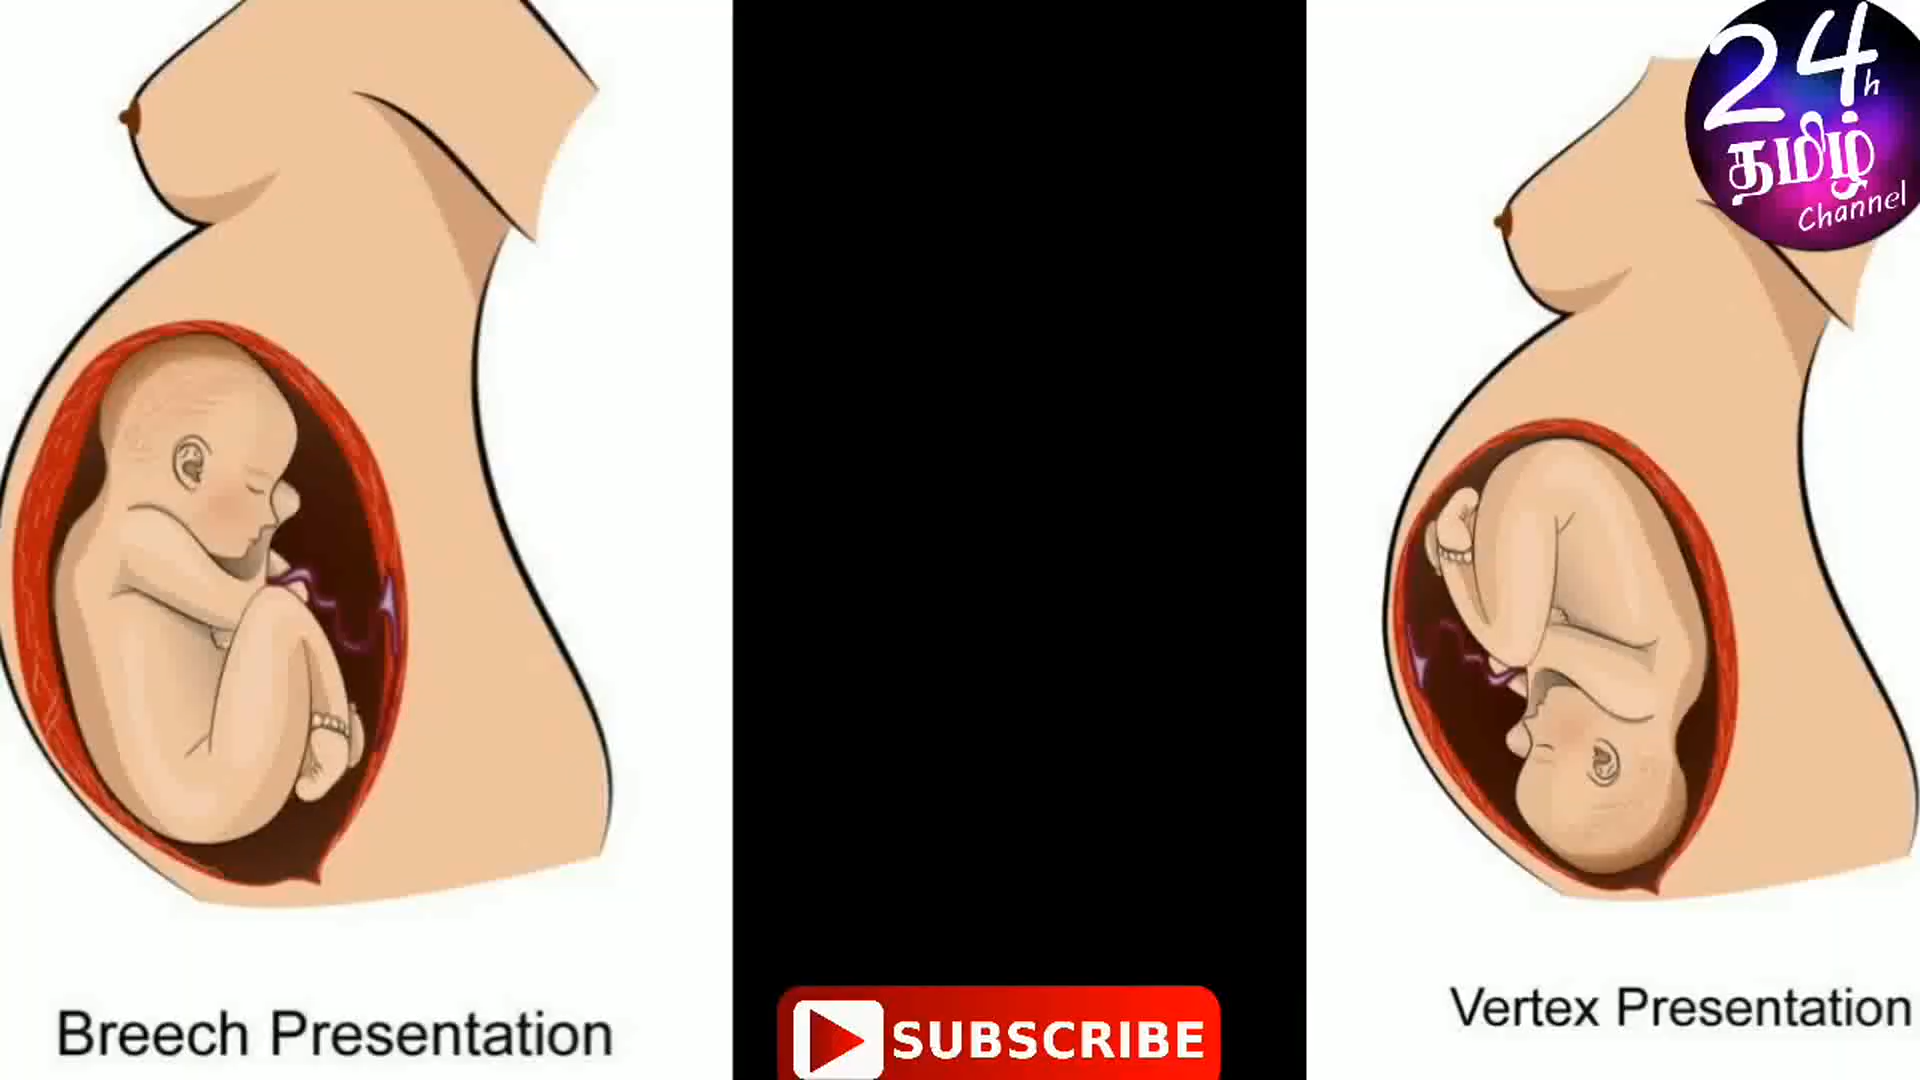 24h
தமிழ்
Channel
Breech Presentation
Vertex Presentation
SUBSCRIBE